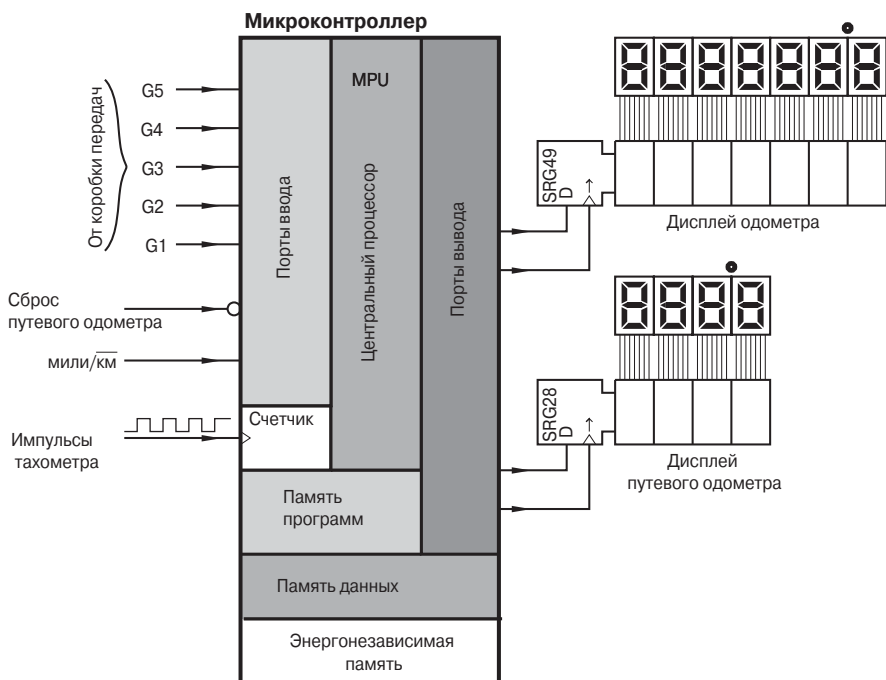 Микроконтроллер
От коробки передач
G5
G4
G3
G2
G1
Сброс
путевого одометра
мили/км
Импульсы
тахометра
Порты ввода
Счетчик
MPU
Центральный процессор
Порты вывода
Память
программ
Память данных
Энергонезависимая
память
SRG49
D
Дисплей одометра
SRG28
D
Дисплей
путевого одометра